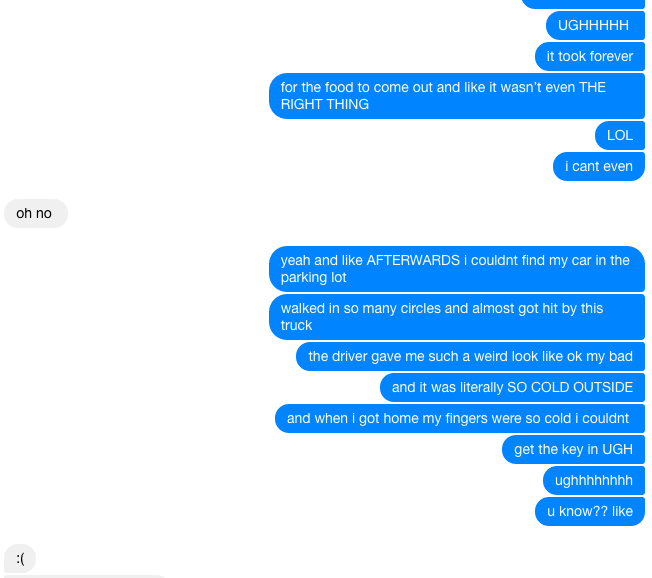 UGHHHHH
it took forever
for the food to come out and like it wasn't even THE
RIGHT THING
LOL
i cant even
oh no
yeah and like AFTERWARDS i couldnt find my car in the
parking lot
walked in so many circles and almost got hit by this
truck
the driver gave me such a weird look like ok my bad
and it was literally SO COLD OUTSIDE
and when i got home my fingers were so cold i couldnt
get the key in UGH
ughhhhhhhh
u know?? like
:(